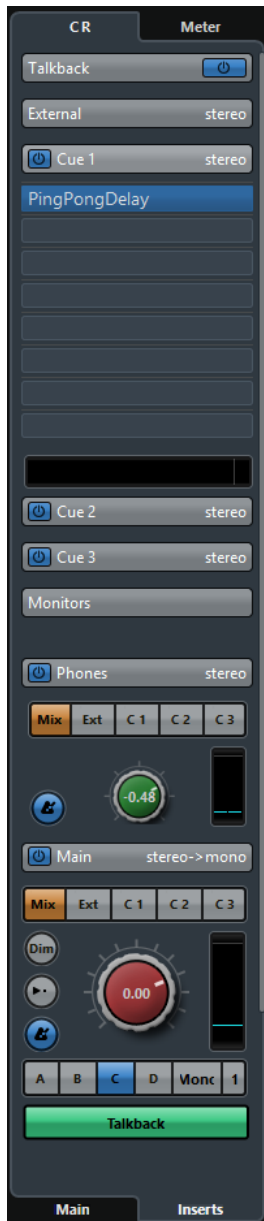 CR Meter
Talkback
External stereo
Cue 1 stereo
PingPongDelay
Cue 2 stereo
Cue 3 stereo
Monitors
Phones stereo
Mix Ext C 1 C 2 C 3
-0.48
Main stereo->mono
Mix Ext C 1 C 2 C 3
Dim
0.00
A B C D Monc 1
Talkback
Main Inserts